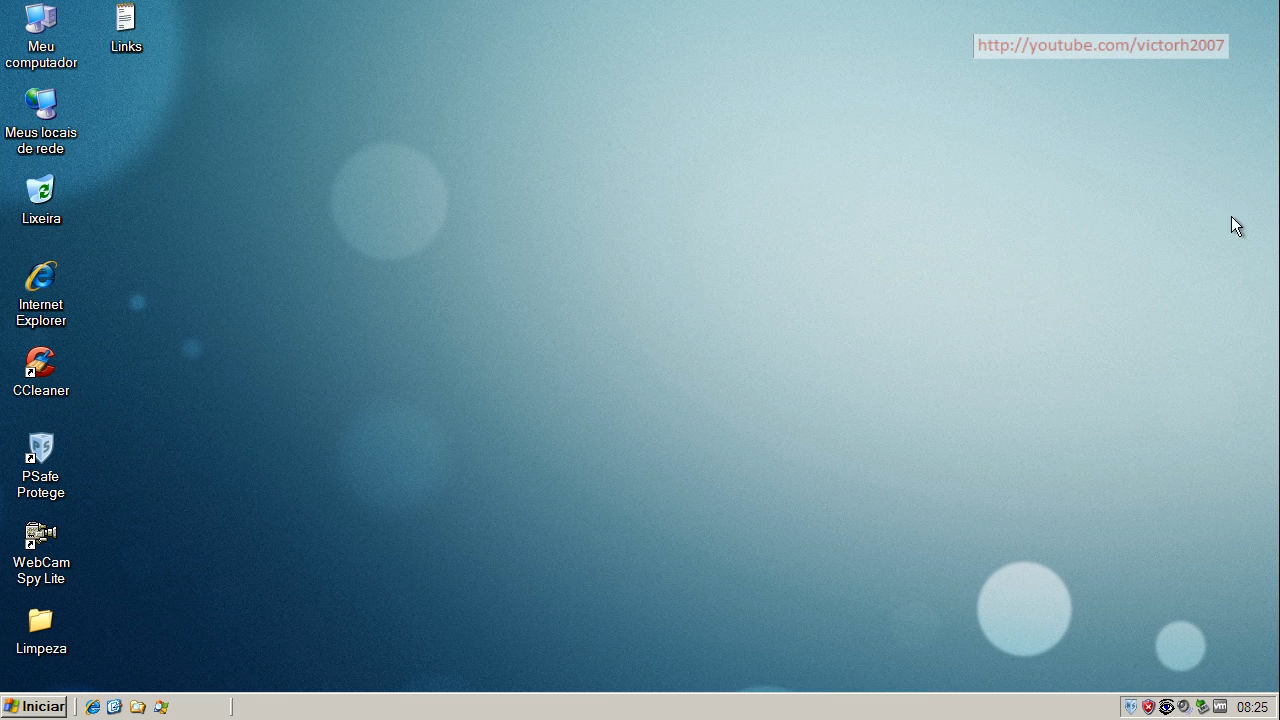 Meu
computador
Links
http://youtube.com/victorh2007
Meus locais
de rede
Lixeira
Internet
Explorer
CCleaner
PSafe
Protege
WebCam
Spy Lite
Limpeza
Iniciar
08:25